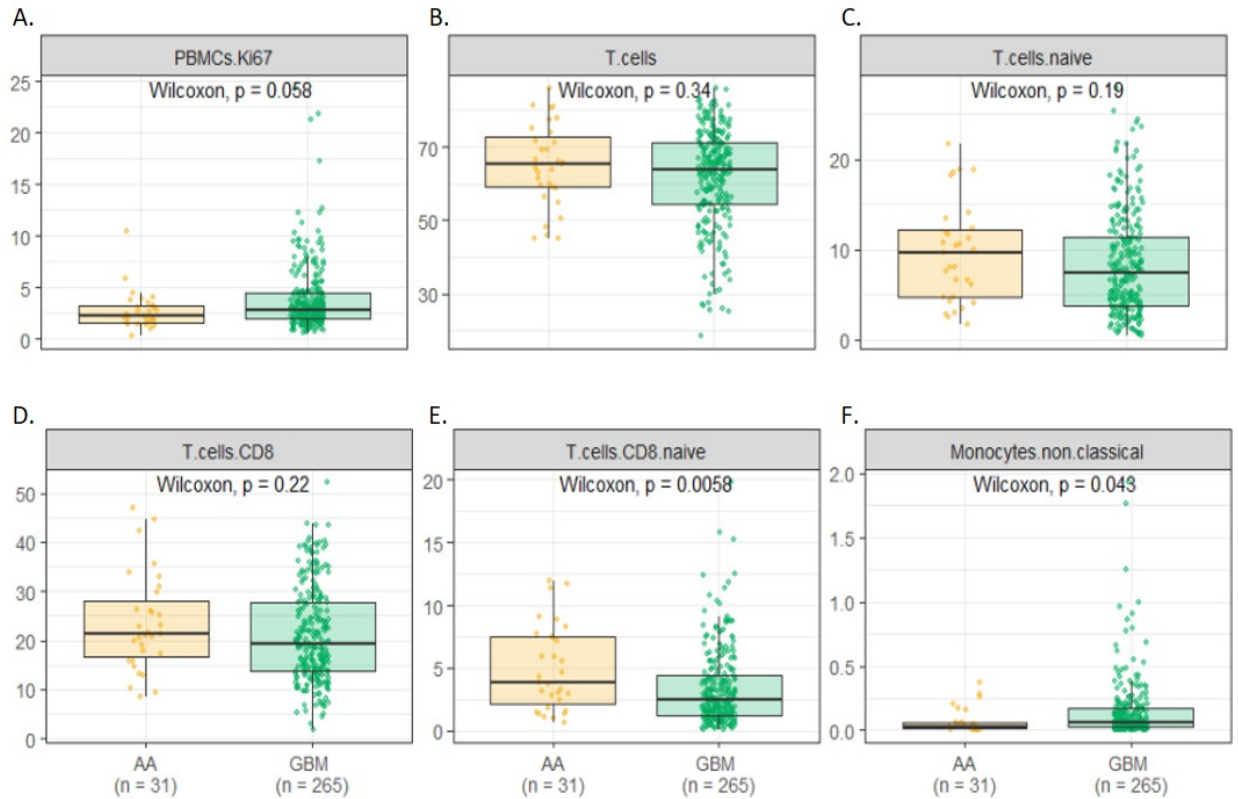 A.
PBMCs.Ki67
Wilcoxon, p = 0.058
25
20
15
10
5
0
B.
T.cells
Wilcoxon, p = 0.34
70
50
30
C.
T.cells.naive
Wilcoxon, p = 0.19
20
10
0
D.
T.cells.CD8
Wilcoxon, p = 0.22
50
40
30
20
10
0
AA
(n = 31)
GBM
(n = 265)
E.
T.cells.CD8.naive
Wilcoxon, p = 0.0058
20
15
10
5
0
AA
(n = 31)
GBM
(n = 265)
F.
Monocytes.non.classical
Wilcoxon, p = 0.043
2.0
1.5
1.0
0.5
0.0
AA
(n = 31)
GBM
(n = 265)